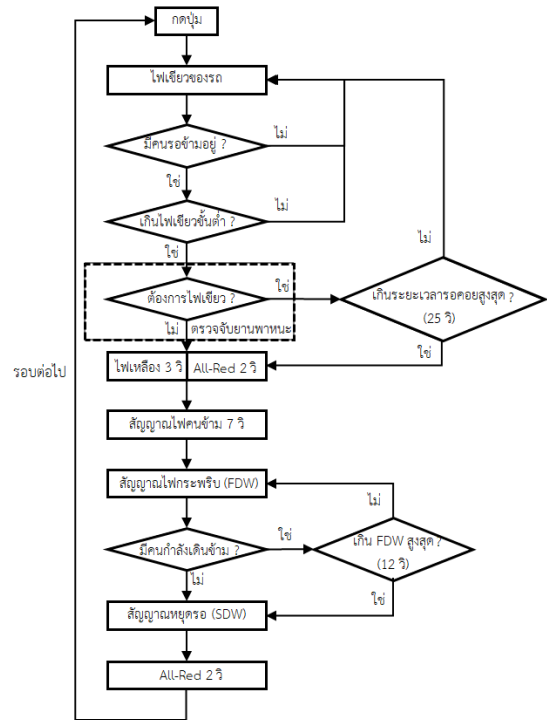 กดปุ่ม
ไฟเขียวของรถ
มีคนรอข้ามอยู่ ?
ไม่
ใช่
เกินไฟเขียวขั้นต่ำ ?
ไม่
ใช่
ต้องการไฟเขียว ?
ใช่
ไม่
ตรวจจับยานพาหนะ
เกินระยะเวลารอคอยสูงสุด ?
(25 วิ)
ไม่
ใช่
ไฟเหลือง 3 วิ
All-Red 2 วิ
รอบต่อไป
สัญญาณไฟคนข้าม 7 วิ
สัญญาณไฟกระพริบ (FDW)
ไม่
มีคนกำลังเดินข้าม ?
ใช่
เกิน FDW สูงสุด ?
(12 วิ)
ไม่
ใช่
สัญญาณหยุดรอ (SDW)
All-Red 2 วิ